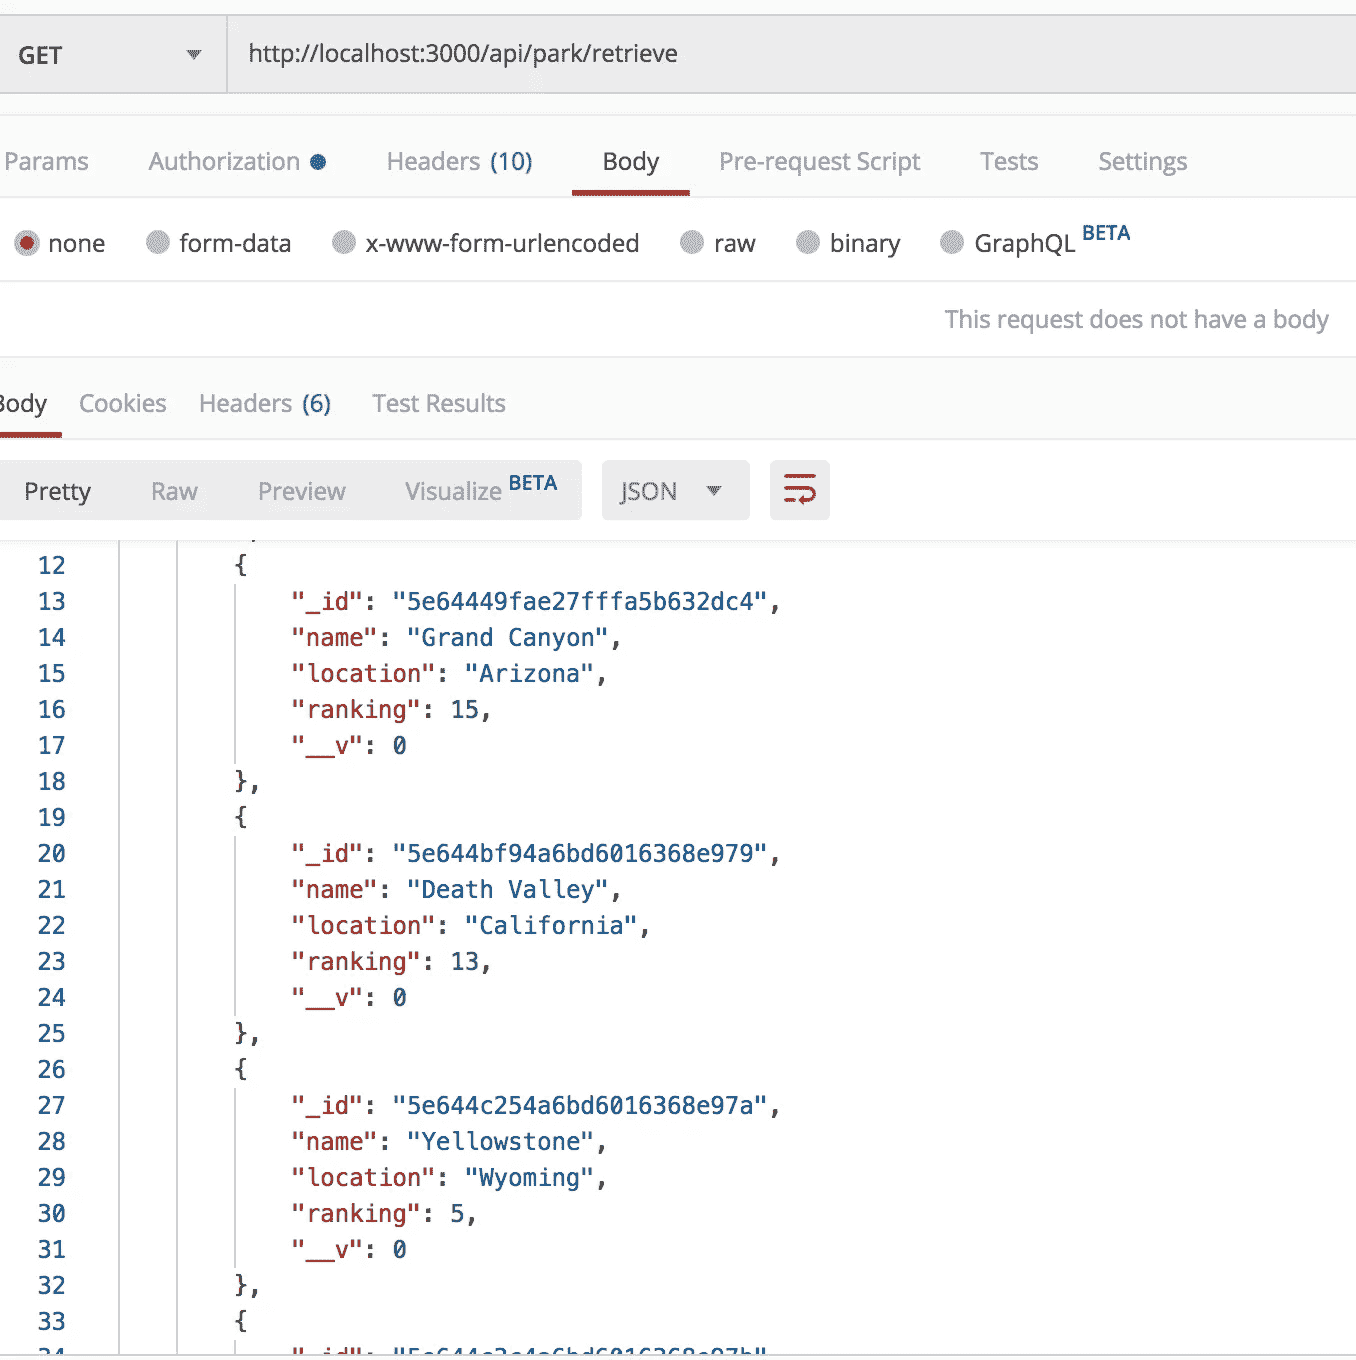 GET http://localhost:3000/api/park/retrieve
Params Authorization Headers (10) Body Pre-request Script Tests Settings
none form-data x-www-form-urlencoded raw binary GraphQL BETA
This request does not have a body
Body Cookies Headers (6) Test Results
Pretty Raw Preview Visualize BETA JSON
12 {
13 "_id": "5e64449fae27fffa5b632dc4",
14 "name": "Grand Canyon",
15 "location": "Arizona",
16 "ranking": 15,
17 "__v": 0
18 },
19 {
20 "_id": "5e644bf94a6bd6016368e979",
21 "name": "Death Valley",
22 "location": "California",
23 "ranking": 13,
24 "__v": 0
25 },
26 {
27 "_id": "5e644c254a6bd6016368e97a",
28 "name": "Yellowstone",
29 "location": "Wyoming",
30 "ranking": 5,
31 "__v": 0
32 },
33 {